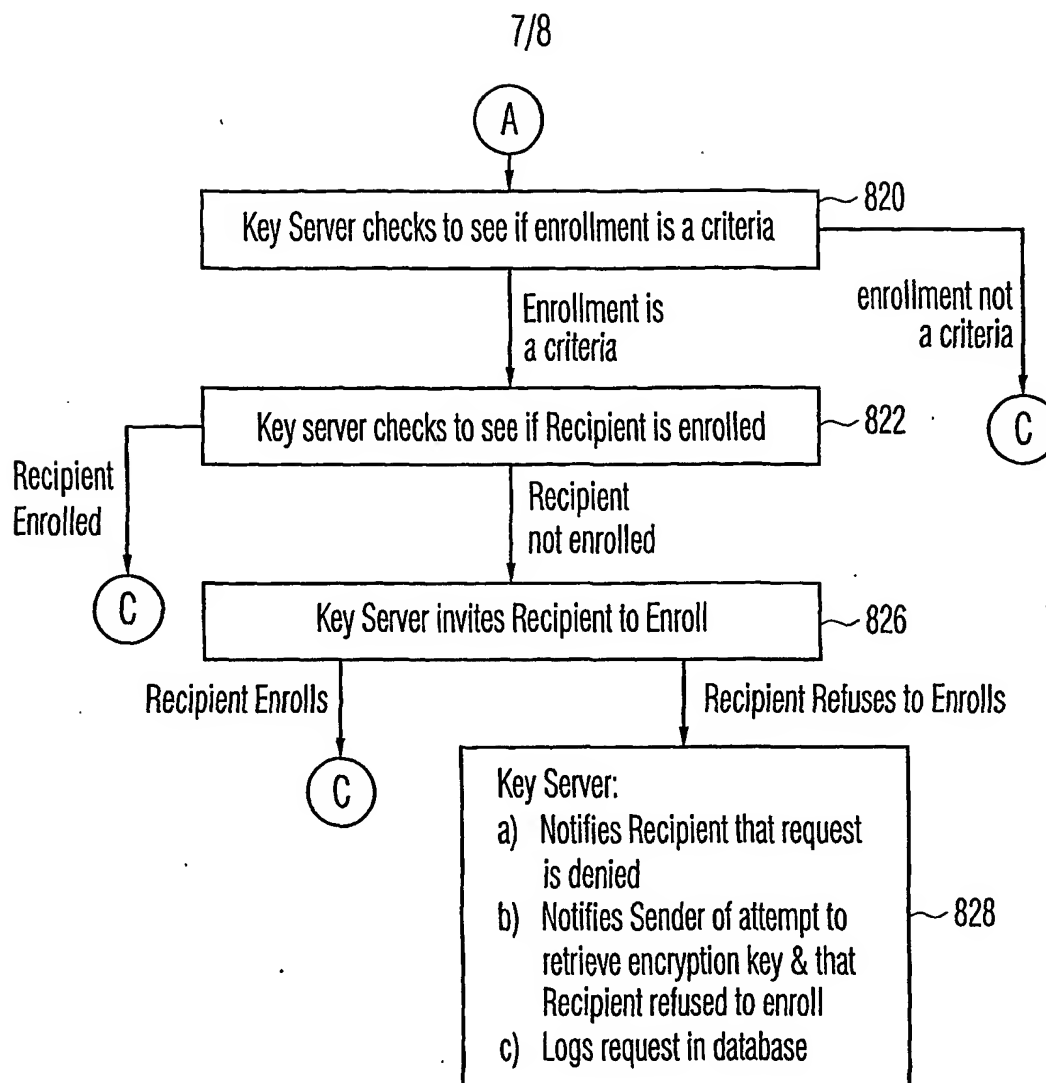 7/8
A
Key Server checks to see if enrollment is a criteria
820
Enrollment is
a criteria
enrollment not
a criteria
C
Key server checks to see if Recipient is enrolled
822
Recipient
Enrolled
Recipient
not enrolled
C
Key Server invites Recipient to Enroll
826
Recipient Enrolls
Recipient Refuses to Enrolls
C
Key Server:
a) Notifies Recipient that request
is denied
b) Notifies Sender of attempt to
retrieve encryption key & that
Recipient refused to enroll
c) Logs request in database
828